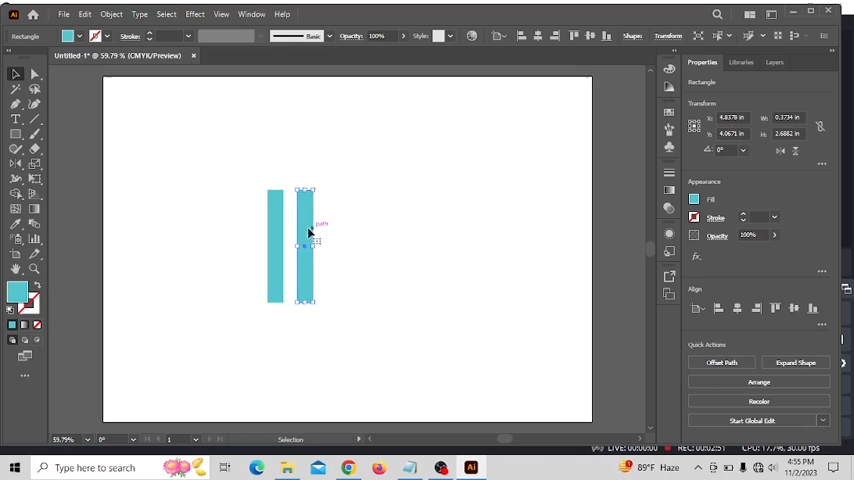 Ai File Edit Object Type Select Effect View Window Help
Rectangle Stroke: Basic Opacity: 100% Style: Shape: Transform
Untitled-1* @ 59.79 % (CMYK/Preview) ×
Properties Libraries Layers
Rectangle
Transform
X: 4.8378 in W: 0.3734 in
Y: 4.0671 in H: 2.6882 in
0°
Appearance
Fill
Stroke
Opacity 100%
fx.
path
Align
Quick Actions
Offset Path Expand Shape
Arrange
Recolor
Start Global Edit
59.79% 0° 1 Selection
LIVE: 00:00:00 REC: 00:02:51 CPU: 17.7%, 30.00 fps
Type here to search Ai 89°F Haze 4:55 PM
11/2/2023